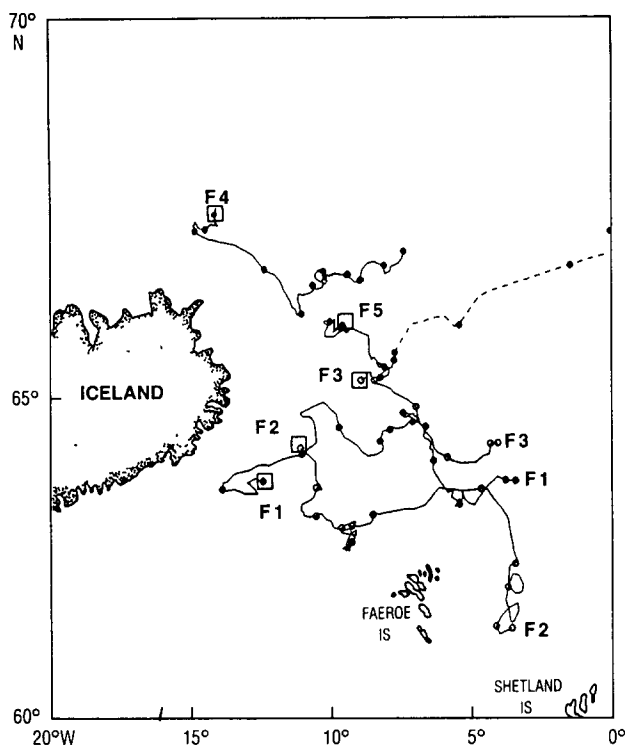 70°
N
F4
F5
F3
ICELAND
65°
F2
F3
F1
F1
FAEROE
IS
F2
SHETLAND
IS
60°
20°W
15°
10°
5°
0°